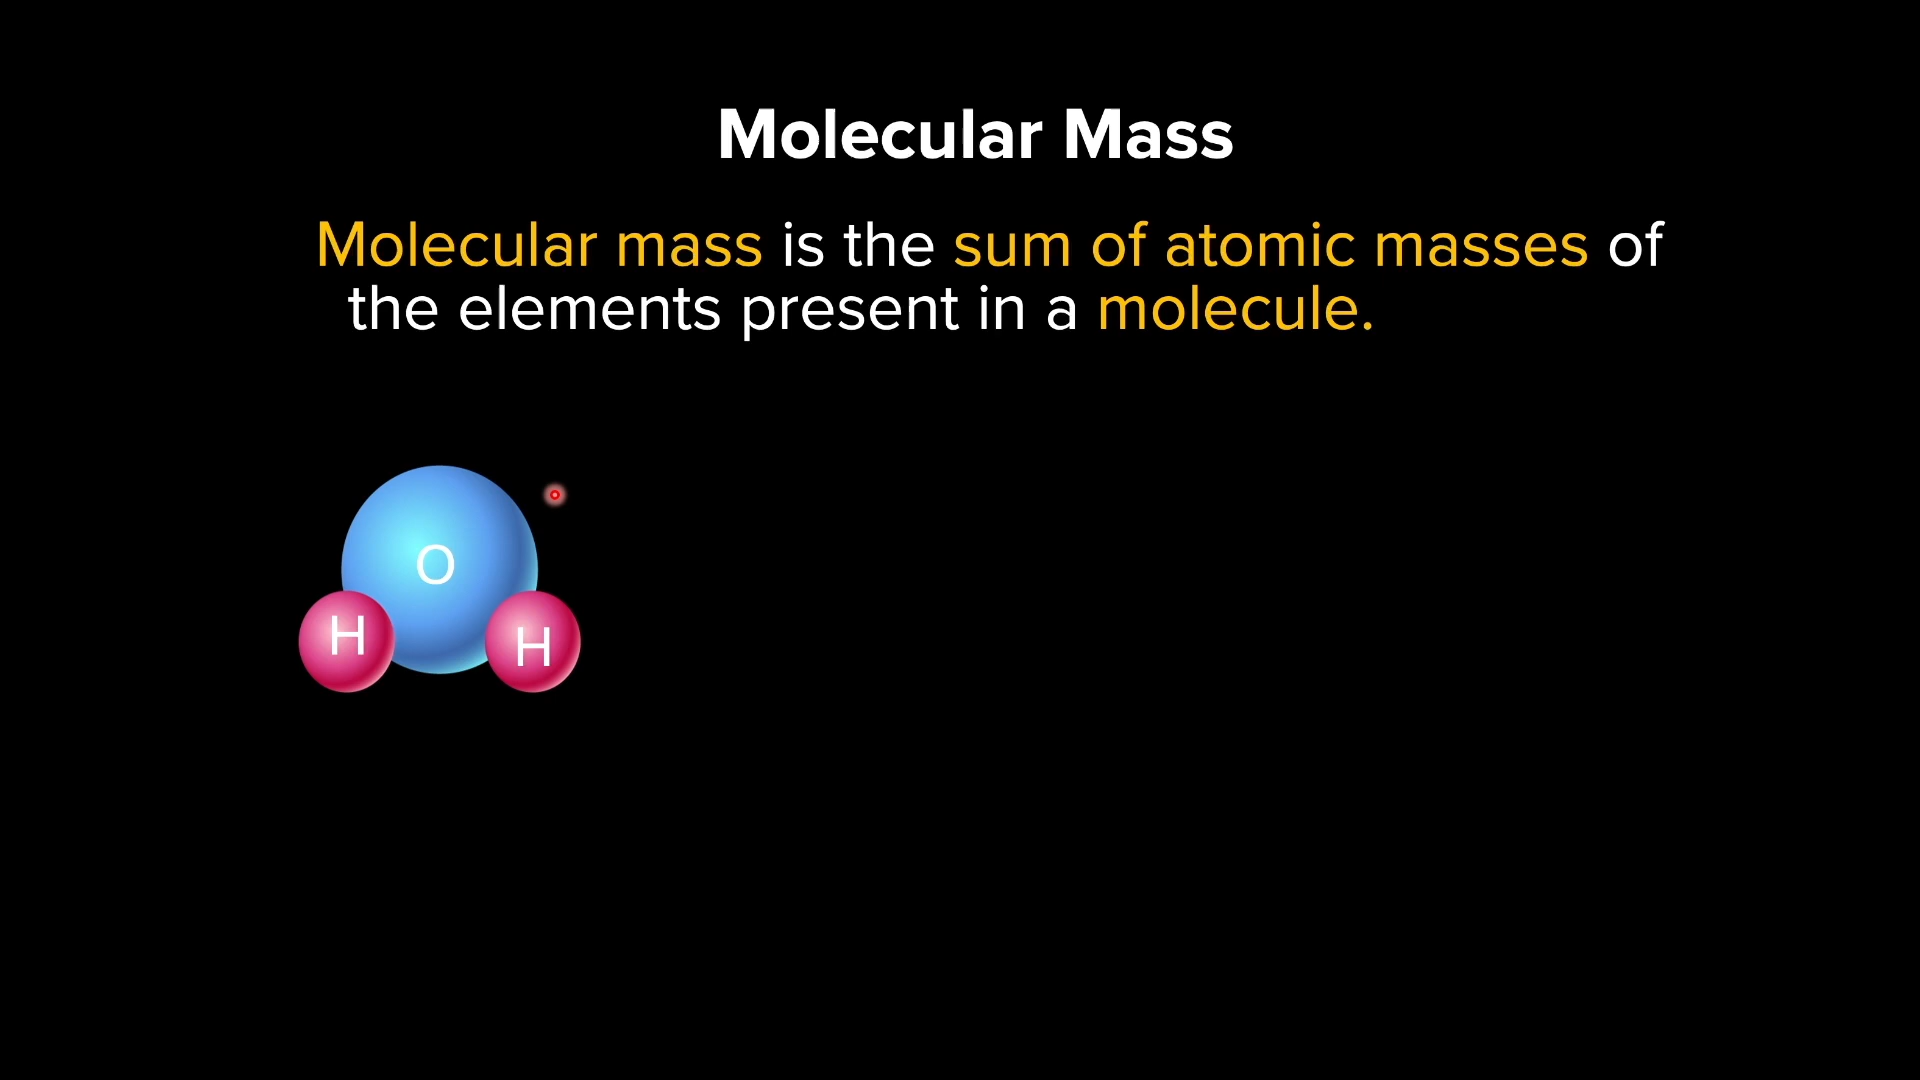 Molecular Mass
Molecular mass is the sum of atomic masses of
the elements present in a molecule.
O
H
H